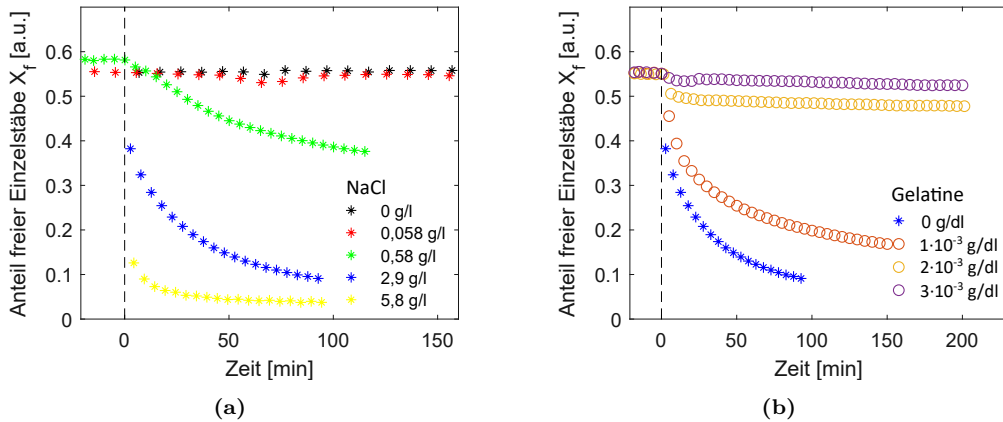 Anteil freier Einzelstäbe X_f [a.u.]
0.6
0.5
0.4
0.3
0.2
0.1
0
NaCl
0 g/l
0,058 g/l
0,58 g/l
2,9 g/l
5,8 g/l
0 50 100 150
Zeit [min]
(a)
Anteil freier Einzelstäbe X_f [a.u.]
0.6
0.5
0.4
0.3
0.2
0.1
0
Gelatine
0 g/dl
1·10⁻³ g/dl
2·10⁻³ g/dl
3·10⁻³ g/dl
0 50 100 150 200
Zeit [min]
(b)